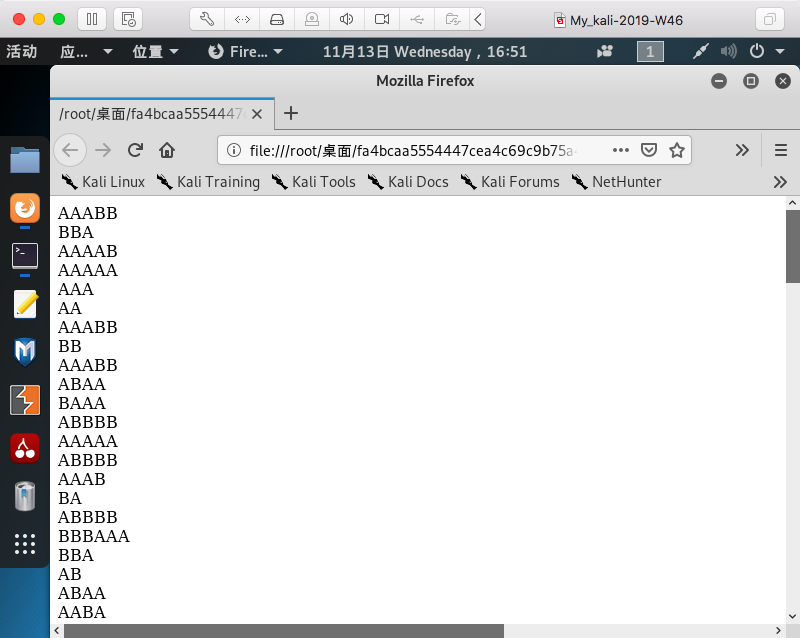 My_kali-2019-W46
活动 应... 位置 Fire... 11月13日 Wednesday，16:51 1
Mozilla Firefox
/root/桌面/fa4bcaa5554447c
file:///root/桌面/fa4bcaa5554447cea4c69c9b75a
Kali Linux Kali Training Kali Tools Kali Docs Kali Forums NetHunter
AAABB
BBA
AAAAB
AAAAA
AAA
AA
AAABB
BB
AAABB
ABAA
BAAA
ABBBB
AAAAA
ABBBB
AAAB
BA
ABBBB
BBBAAA
BBA
AB
ABAA
AABA